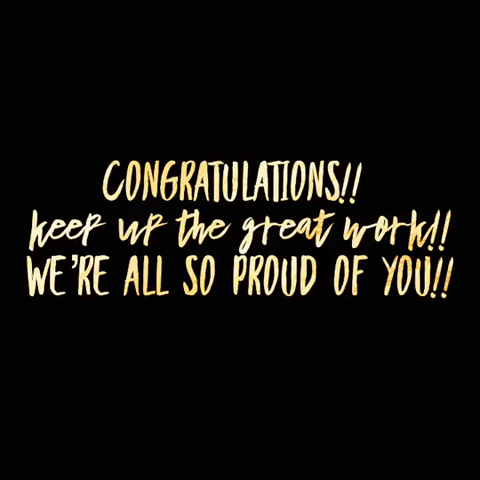 CONGRATULATIONS!!
keep up the great work!!
WE'RE ALL SO PROUD OF YOU!!